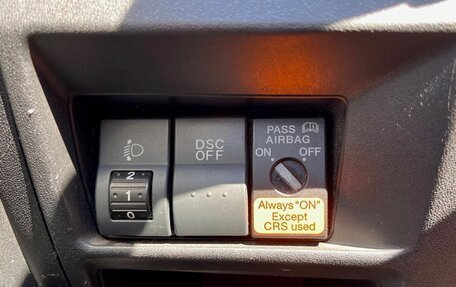 2
1
0
DSC
OFF
PASS
AIRBAG
ON OFF
Always "ON"
Except
CRS used